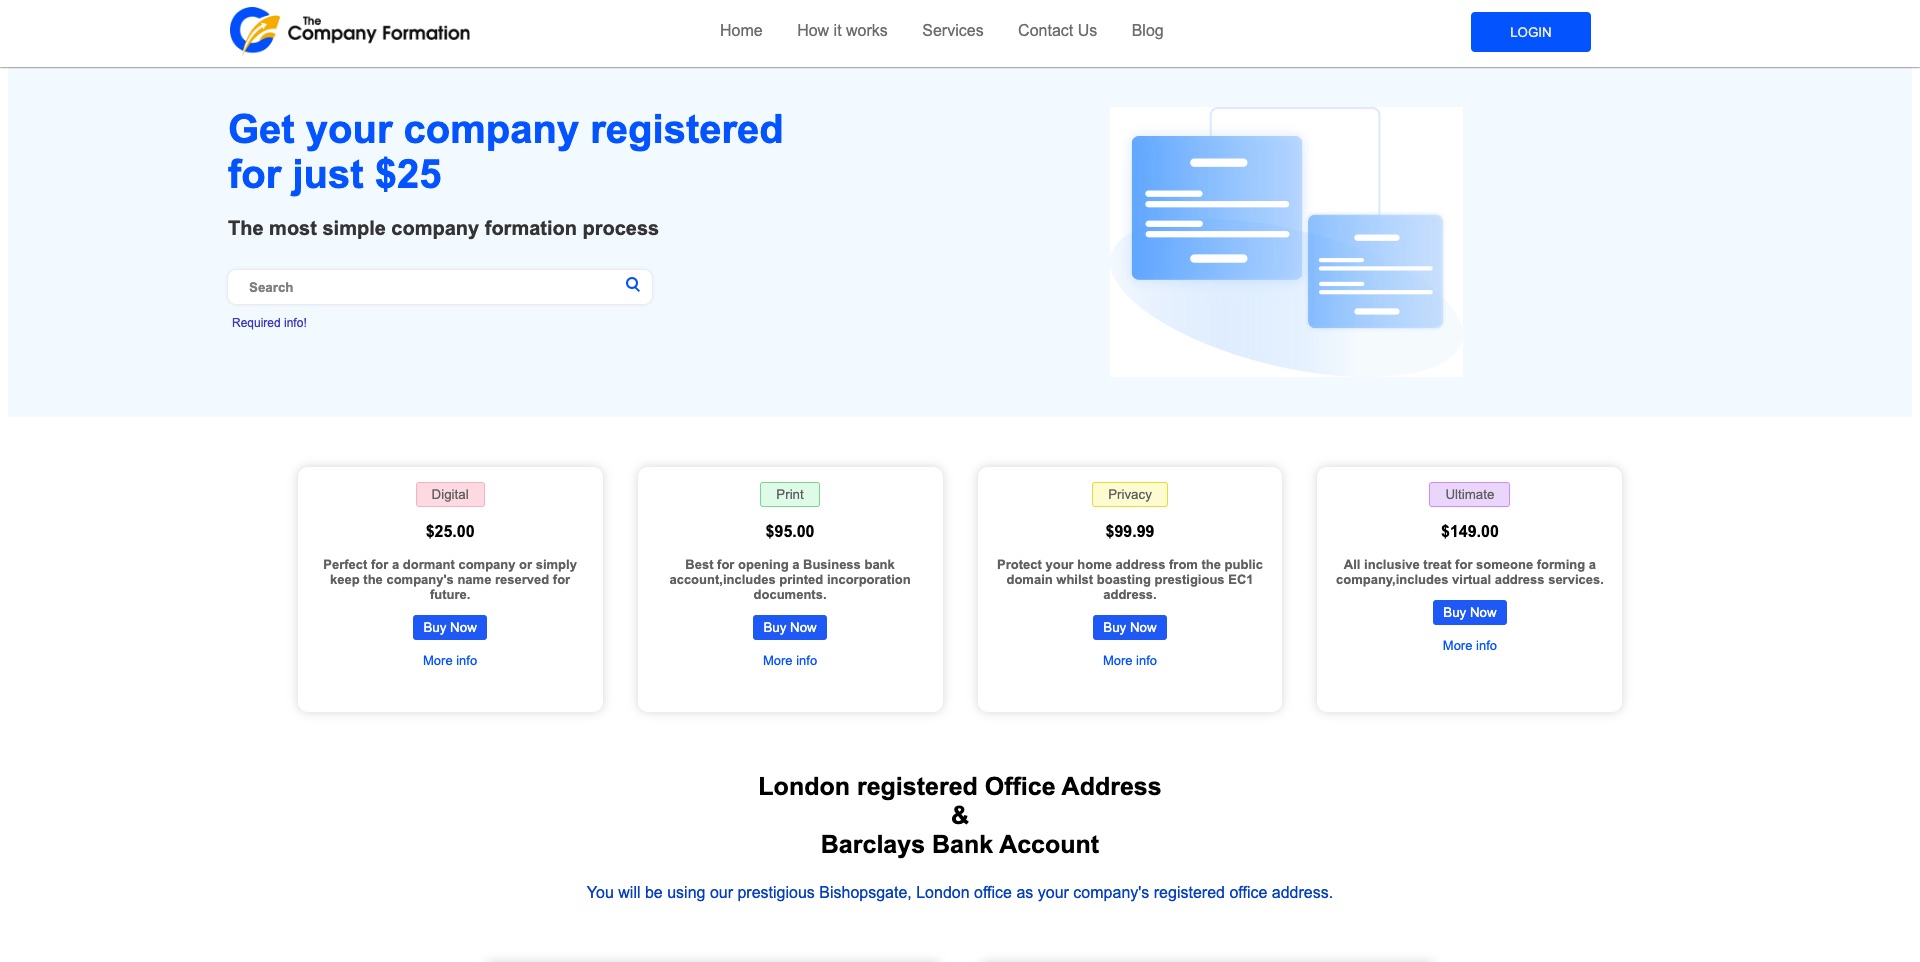 The
Company Formation
Home
How it works
Services
Contact Us
Blog
LOGIN
Get your company registered
for just $25
The most simple company formation process
Search
Required info!
Digital
$25.00
Perfect for a dormant company or simply
keep the company's name reserved for
future.
Buy Now
More info
Print
$95.00
Best for opening a Business bank
account,includes printed incorporation
documents.
Buy Now
More info
Privacy
$99.99
Protect your home address from the public
domain whilst boasting prestigious EC1
address.
Buy Now
More info
Ultimate
$149.00
All inclusive treat for someone forming a
company,includes virtual address services.
Buy Now
More info
London registered Office Address
&
Barclays Bank Account
You will be using our prestigious Bishopsgate, London office as your company's registered office address.